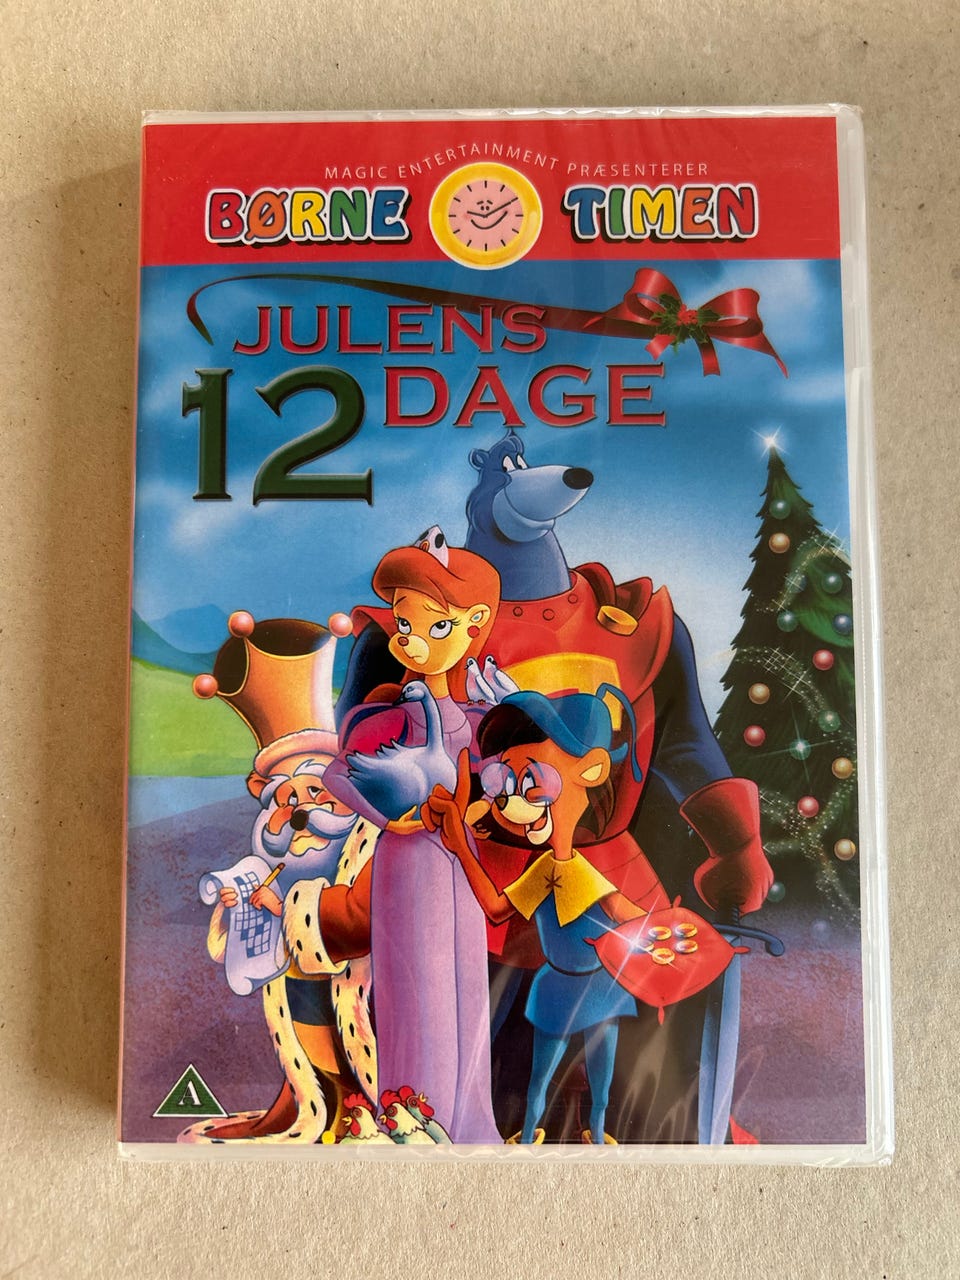 MAGIC ENTERTAINMENT PRÆSENTERER
BØRNE TIMEN
JULENS
12 DAGE
A